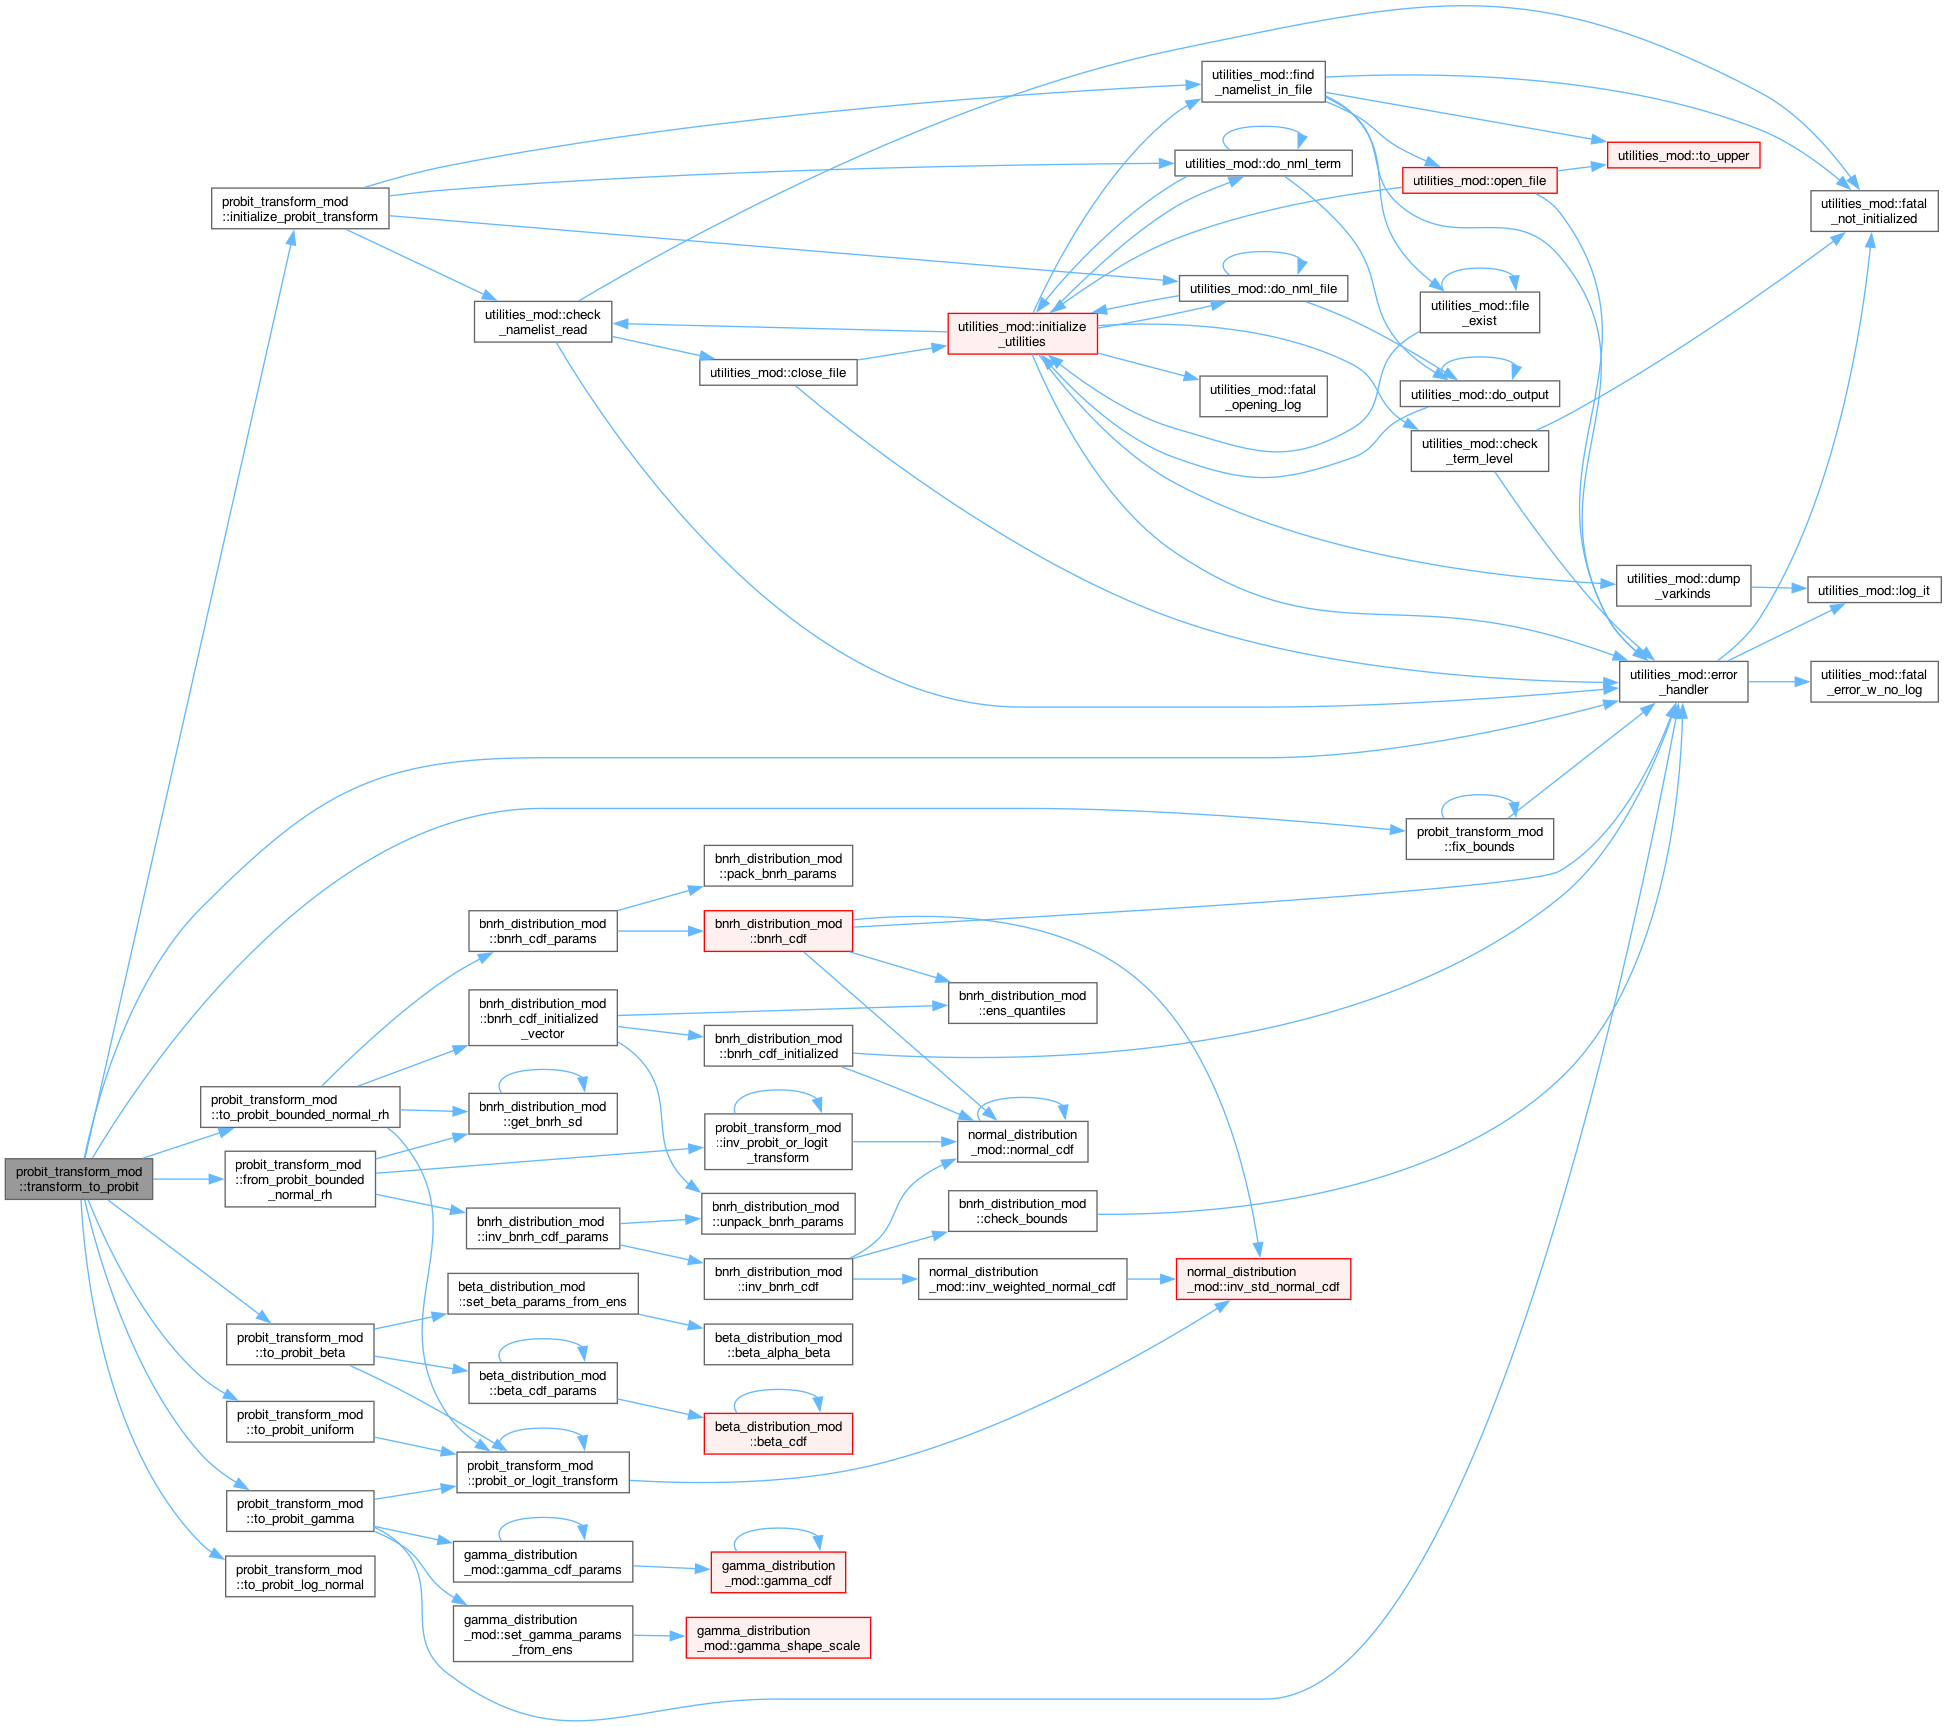 probit_transform_mod
::transform_to_probit
probit_transform_mod
::initialize_probit_transform
utilities_mod::check
_namelist_read
utilities_mod::close_file
utilities_mod::initialize
_utilities
utilities_mod::find
_namelist_in_file
utilities_mod::do_nml_term
utilities_mod::do_nml_file
utilities_mod::fatal
_opening_log
utilities_mod::open_file
utilities_mod::file
_exist
utilities_mod::do_output
utilities_mod::check
_term_level
utilities_mod::to_upper
utilities_mod::fatal
_not_initialized
utilities_mod::dump
_varkinds
utilities_mod::log_it
utilities_mod::error
_handler
utilities_mod::fatal
_error_w_no_log
probit_transform_mod
::fix_bounds
bnrh_distribution_mod
::pack_bnrh_params
bnrh_distribution_mod
::bnrh_cdf_params
bnrh_distribution_mod
::bnrh_cdf
bnrh_distribution_mod
::ens_quantiles
bnrh_distribution_mod
::bnrh_cdf_initialized
_vector
bnrh_distribution_mod
::bnrh_cdf_initialized
probit_transform_mod
::to_probit_bounded_normal_rh
bnrh_distribution_mod
::get_bnrh_sd
probit_transform_mod
::inv_probit_or_logit
_transform
normal_distribution
_mod::normal_cdf
probit_transform_mod
::from_probit_bounded
_normal_rh
bnrh_distribution_mod
::unpack_bnrh_params
bnrh_distribution_mod
::check_bounds
bnrh_distribution_mod
::inv_bnrh_cdf_params
bnrh_distribution_mod
::inv_bnrh_cdf
normal_distribution
_mod::inv_weighted_normal_cdf
normal_distribution
_mod::inv_std_normal_cdf
beta_distribution_mod
::set_beta_params_from_ens
probit_transform_mod
::to_probit_beta
beta_distribution_mod
::beta_alpha_beta
beta_distribution_mod
::beta_cdf_params
beta_distribution_mod
::beta_cdf
probit_transform_mod
::to_probit_uniform
probit_transform_mod
::probit_or_logit_transform
probit_transform_mod
::to_probit_gamma
gamma_distribution
_mod::gamma_cdf_params
gamma_distribution
_mod::gamma_cdf
probit_transform_mod
::to_probit_log_normal
gamma_distribution
_mod::set_gamma_params
_from_ens
gamma_distribution
_mod::gamma_shape_scale